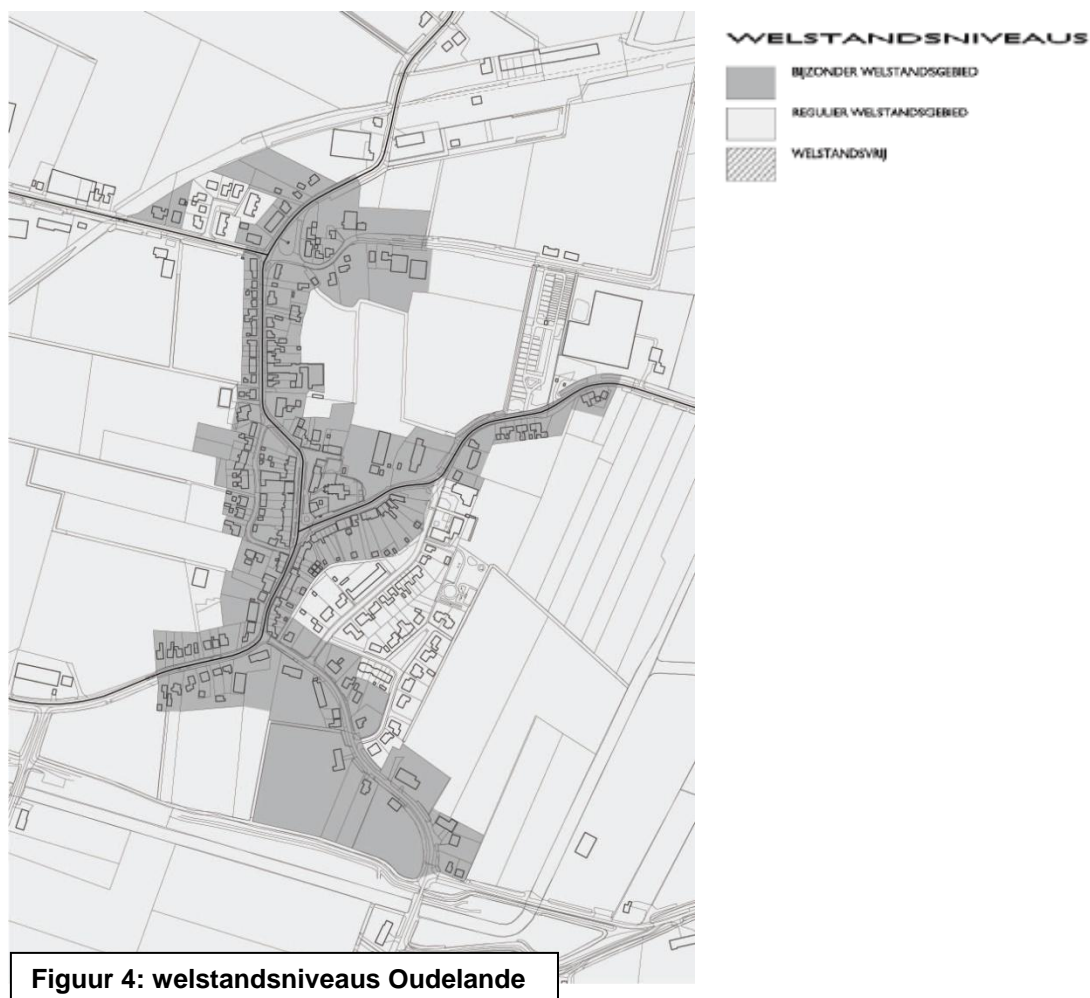 WELSTANDSNIVEAUS
BIJZONDER WELSTANDSGEBIED
REGULIER WELSTANDSGEBIED
WELSTANDSVRIJ
Figuur 4: welstandsniveaus Oudelande